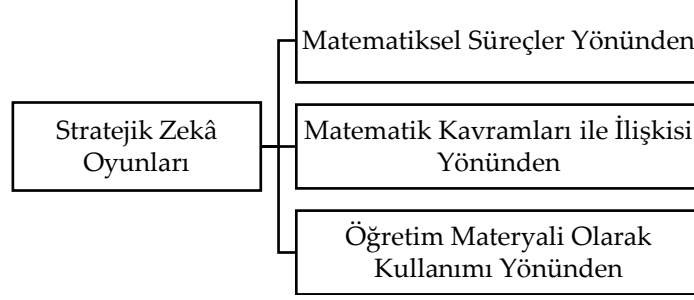 Stratejik Zekâ
Oyunları
Matematiksel Süreçler Yönünden
Matematik Kavramları ile İlişkisi
Yönünden
Öğretim Materyali Olarak
Kullanımı Yönünden